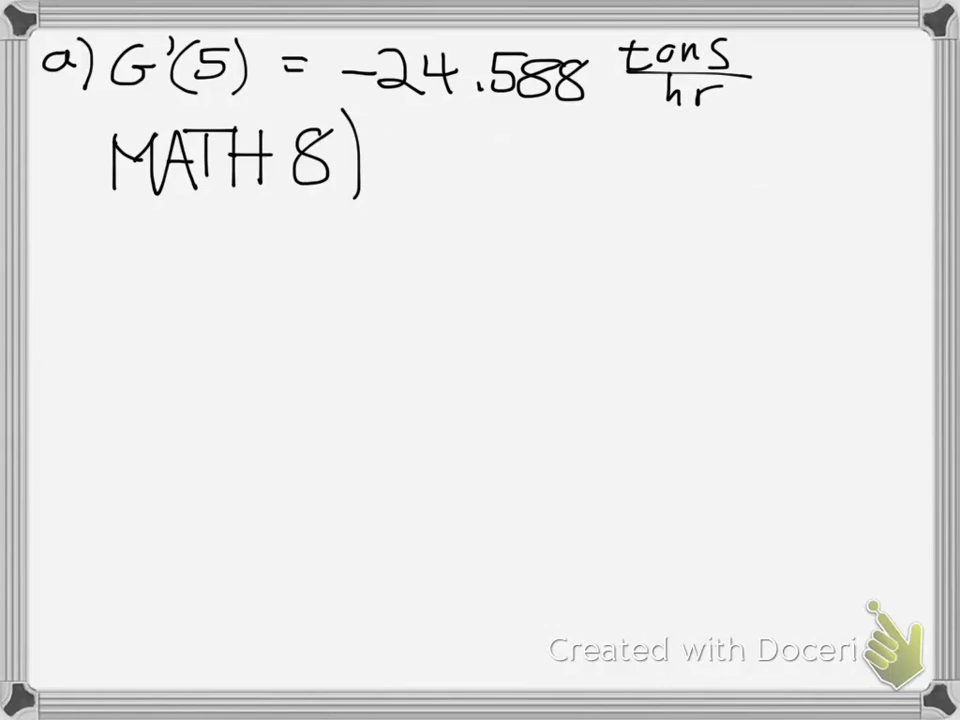 a) G'(5) = -24.588 tons/hr
MATH 8)
Created with Doceri